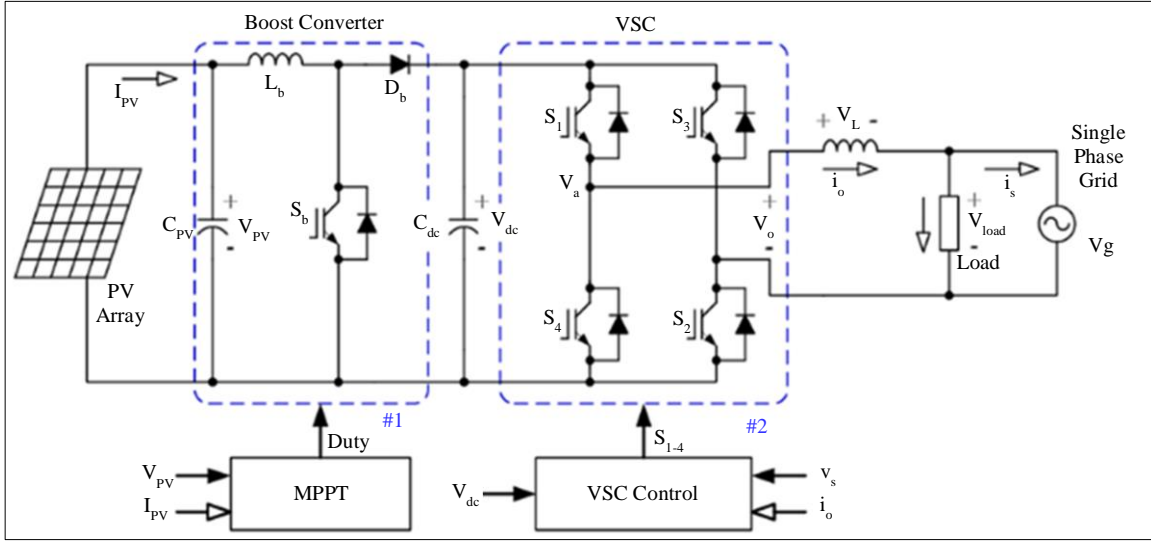 Boost Converter
VSC
I_PV
L_b
D_b
S_1
S_3
+ V_L -
Single
Phase
Grid
V_a
i_o
i_s
C_PV
+
V_PV
-
S_b
C_dc
+
V_dc
-
+
V_o
-
+
V_load
-
Load
Vg
PV
Array
S_4
S_2
#1
#2
Duty
S_1-4
V_PV
I_PV
MPPT
V_dc
VSC Control
v_s
i_o